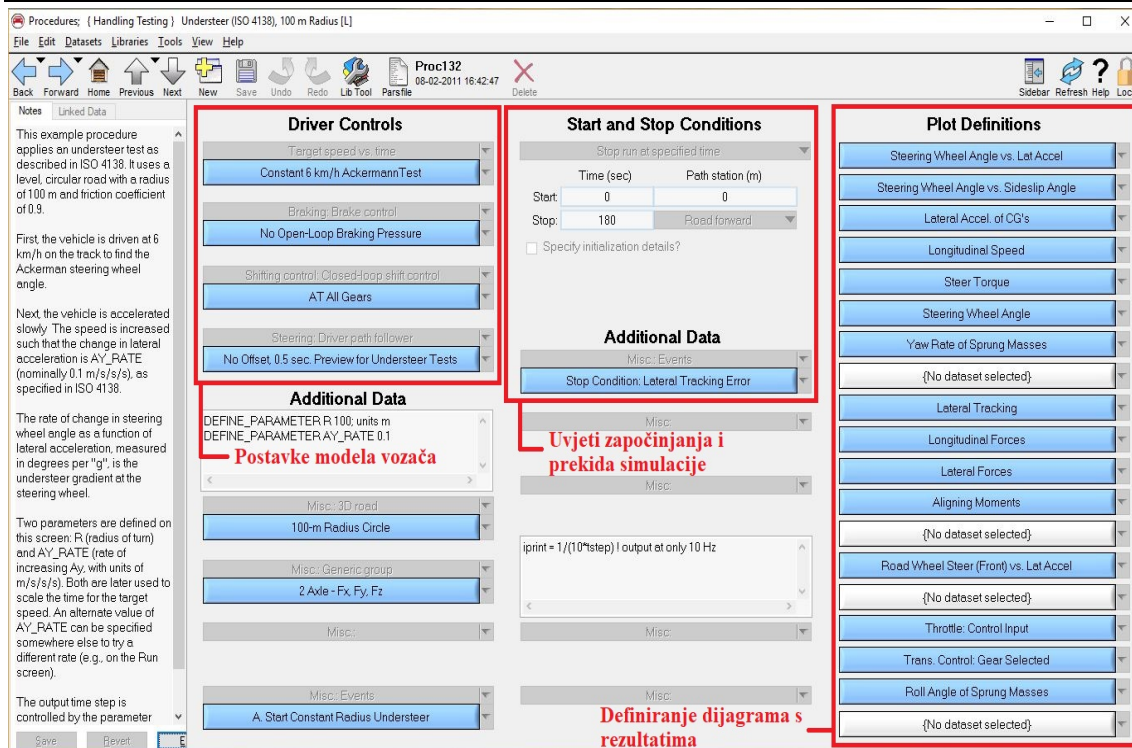 Procedures; { Handling Testing } Understeer (ISO 4138), 100 m Radius [L]
File Edit Datasets Libraries Tools View Help
Back Forward Home Previous Next New Save Undo Redo Lib Tool Parsfile
Proc132
08-02-2011 16:42:47
Delete
Sidebar Refresh Help Loc
Notes Linked Data
This example procedure
applies an understeer test as
described in ISO 4138. It uses a
level, circular road with a radius
of 100 m and friction coefficient
of 0.9.
First, the vehicle is driven at 6
km/h on the track to find the
Ackerman steering wheel
angle.
Next, the vehicle is accelerated
slowly. The speed is increased
such that the change in lateral
acceleration is AY_RATE
(nominally 0.1 m/s/s/s), as
specified in ISO 4138.
The rate of change in steering
wheel angle as a function of
lateral acceleration, measured
in degrees per "g", is the
understeer gradient at the
steering wheel.
Two parameters are defined on
this screen: R (radius of turn)
and AY_RATE (rate of
increasing Ay, with units of
m/s/s/s). Both are later used to
scale the time for the target
speed. An alternate value of
AY_RATE can be specified
somewhere else to try a
different rate (e.g., on the Run
screen).
The output time step is
controlled by the parameter
Save Revert E
Driver Controls
Target speed vs. time
Constant 6 km/h AckermannTest
Braking: Brake control
No Open-Loop Braking Pressure
Shifting control: Closed-loop shift control
AT All Gears
Steering: Driver path follower
No Offset, 0.5 sec. Preview for Understeer Tests
Additional Data
DEFINE_PARAMETER R 100; units m
DEFINE_PARAMETER AY_RATE 0.1
Postavke modela vozača
Misc.: 3D road
100-m Radius Circle
Misc.: Generic group
2 Axle - Fx, Fy, Fz
Misc.:
Misc.: Events
A. Start Constant Radius Understeer
Start and Stop Conditions
Stop run at specified time
Time (sec) Path station (m)
Start: 0 0
Stop: 180 Road forward
Specify initialization details?
Additional Data
Misc.: Events
Stop Condition: Lateral Tracking Error
Misc:
Uvjeti započinjanja i
prekida simulacije
Misc:
iprint = 1/(10*tstep) ! output at only 10 Hz
Misc:
Misc:
Plot Definitions
Steering Wheel Angle vs. Lat Accel
Steering Wheel Angle vs. Sideslip Angle
Lateral Accel. of CG's
Longitudinal Speed
Steer Torque
Steering Wheel Angle
Yaw Rate of Sprung Masses
{No dataset selected}
Lateral Tracking
Longitudinal Forces
Lateral Forces
Aligning Moments
{No dataset selected}
Road Wheel Steer (Front) vs. Lat Accel
{No dataset selected}
Throttle: Control Input
Trans. Control: Gear Selected
Roll Angle of Sprung Masses
{No dataset selected}
Definiranje dijagrama s
rezultatima